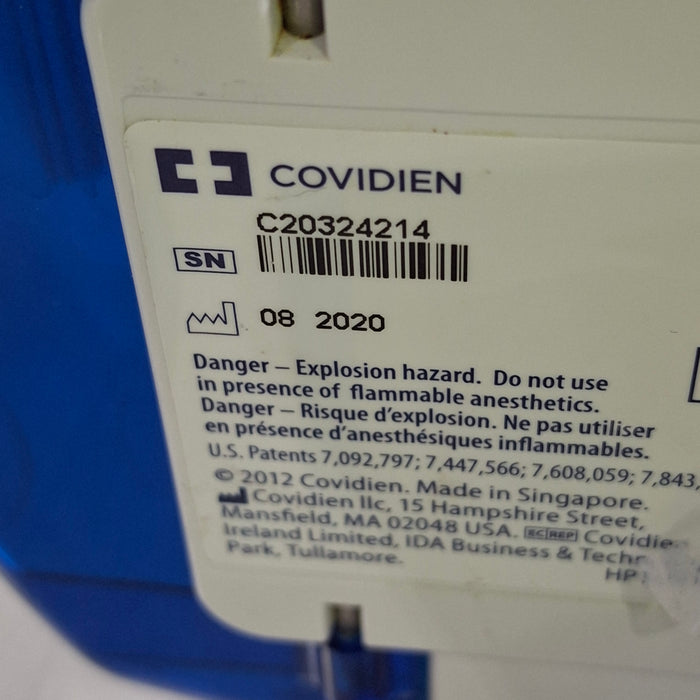 COVIDIEN
C20324214
SN
08 2020
Danger – Explosion hazard. Do not use
in presence of flammable anesthetics.
Danger – Risque d'explosion. Ne pas utiliser
en présence d'anesthésiques inflammables.
U.S. Patents 7,092,797; 7,447,566; 7,608,059; 7,843,
© 2012 Covidien. Made in Singapore.
Covidien llc, 15 Hampshire Street,
Mansfield, MA 02048 USA. EC REP Covidie
Ireland Limited, IDA Business & Techn
Park, Tullamore.
HP